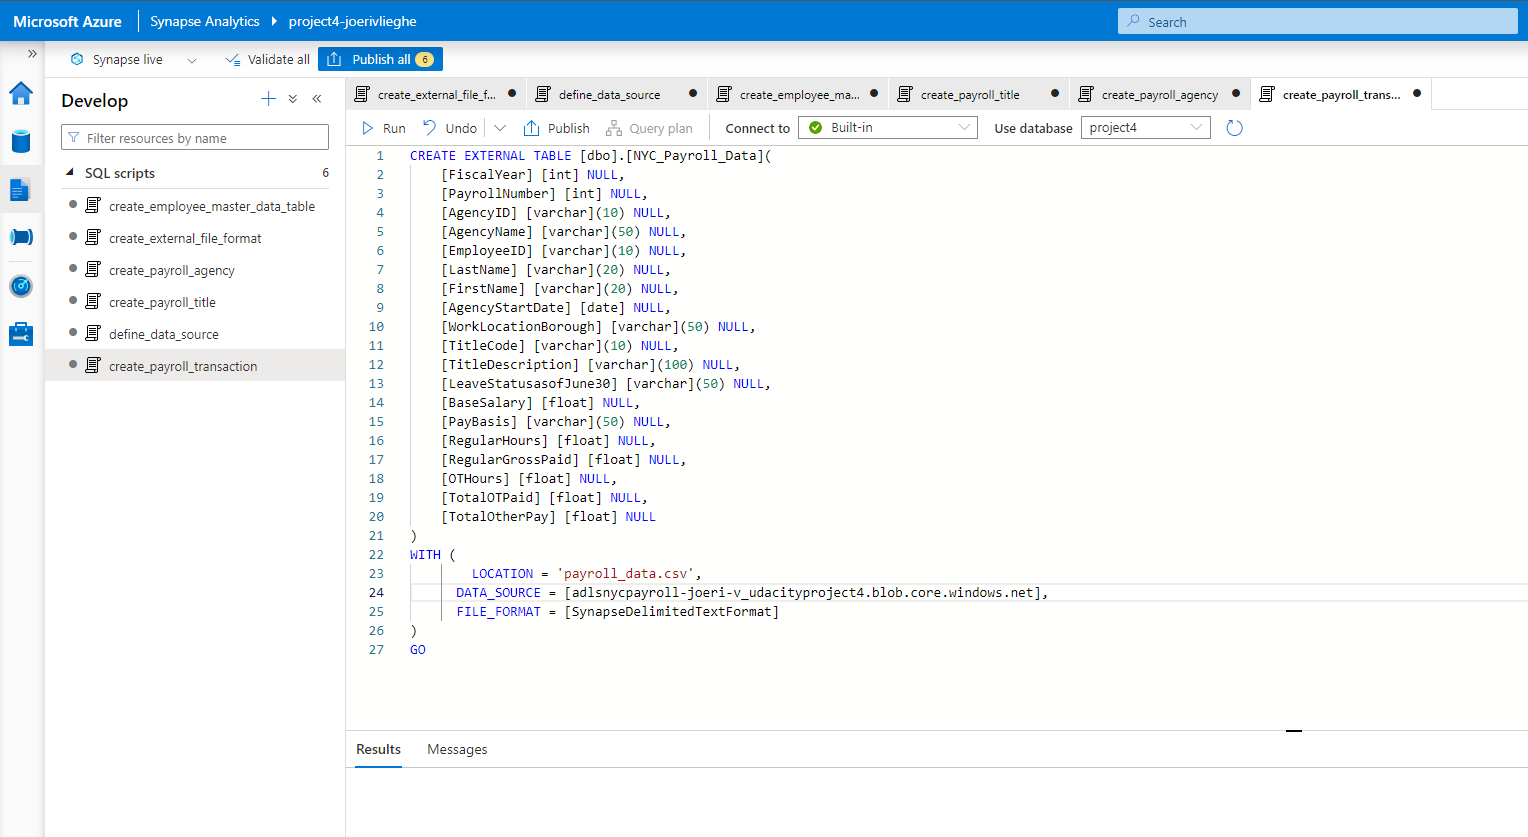 Microsoft Azure
Synapse Analytics
project4-joerivlieghe
Search
Synapse live
Validate all
Publish all
6
Develop
Filter resources by name
SQL scripts
6
create_employee_master_data_table
create_external_file_format
create_payroll_agency
create_payroll_title
define_data_source
create_payroll_transaction
create_external_file_f...
define_data_source
create_employee_ma...
create_payroll_title
create_payroll_agency
create_payroll_trans...
Run
Undo
Publish
Query plan
Connect to
Built-in
Use database
project4
1 CREATE EXTERNAL TABLE [dbo].[NYC_Payroll_Data](
2 [FiscalYear] [int] NULL,
3 [PayrollNumber] [int] NULL,
4 [AgencyID] [varchar](10) NULL,
5 [AgencyName] [varchar](50) NULL,
6 [EmployeeID] [varchar](10) NULL,
7 [LastName] [varchar](20) NULL,
8 [FirstName] [varchar](20) NULL,
9 [AgencyStartDate] [date] NULL,
10 [WorkLocationBorough] [varchar](50) NULL,
11 [TitleCode] [varchar](10) NULL,
12 [TitleDescription] [varchar](100) NULL,
13 [LeaveStatusasofJune30] [varchar](50) NULL,
14 [BaseSalary] [float] NULL,
15 [PayBasis] [varchar](50) NULL,
16 [RegularHours] [float] NULL,
17 [RegularGrossPaid] [float] NULL,
18 [OTHours] [float] NULL,
19 [TotalOTPaid] [float] NULL,
20 [TotalOtherPay] [float] NULL
21 )
22 WITH (
23 LOCATION = 'payroll_data.csv',
24 DATA_SOURCE = [adlsnycpayroll-joeri-v_udacityproject4.blob.core.windows.net],
25 FILE_FORMAT = [SynapseDelimitedTextFormat]
26 )
27 GO
Results
Messages